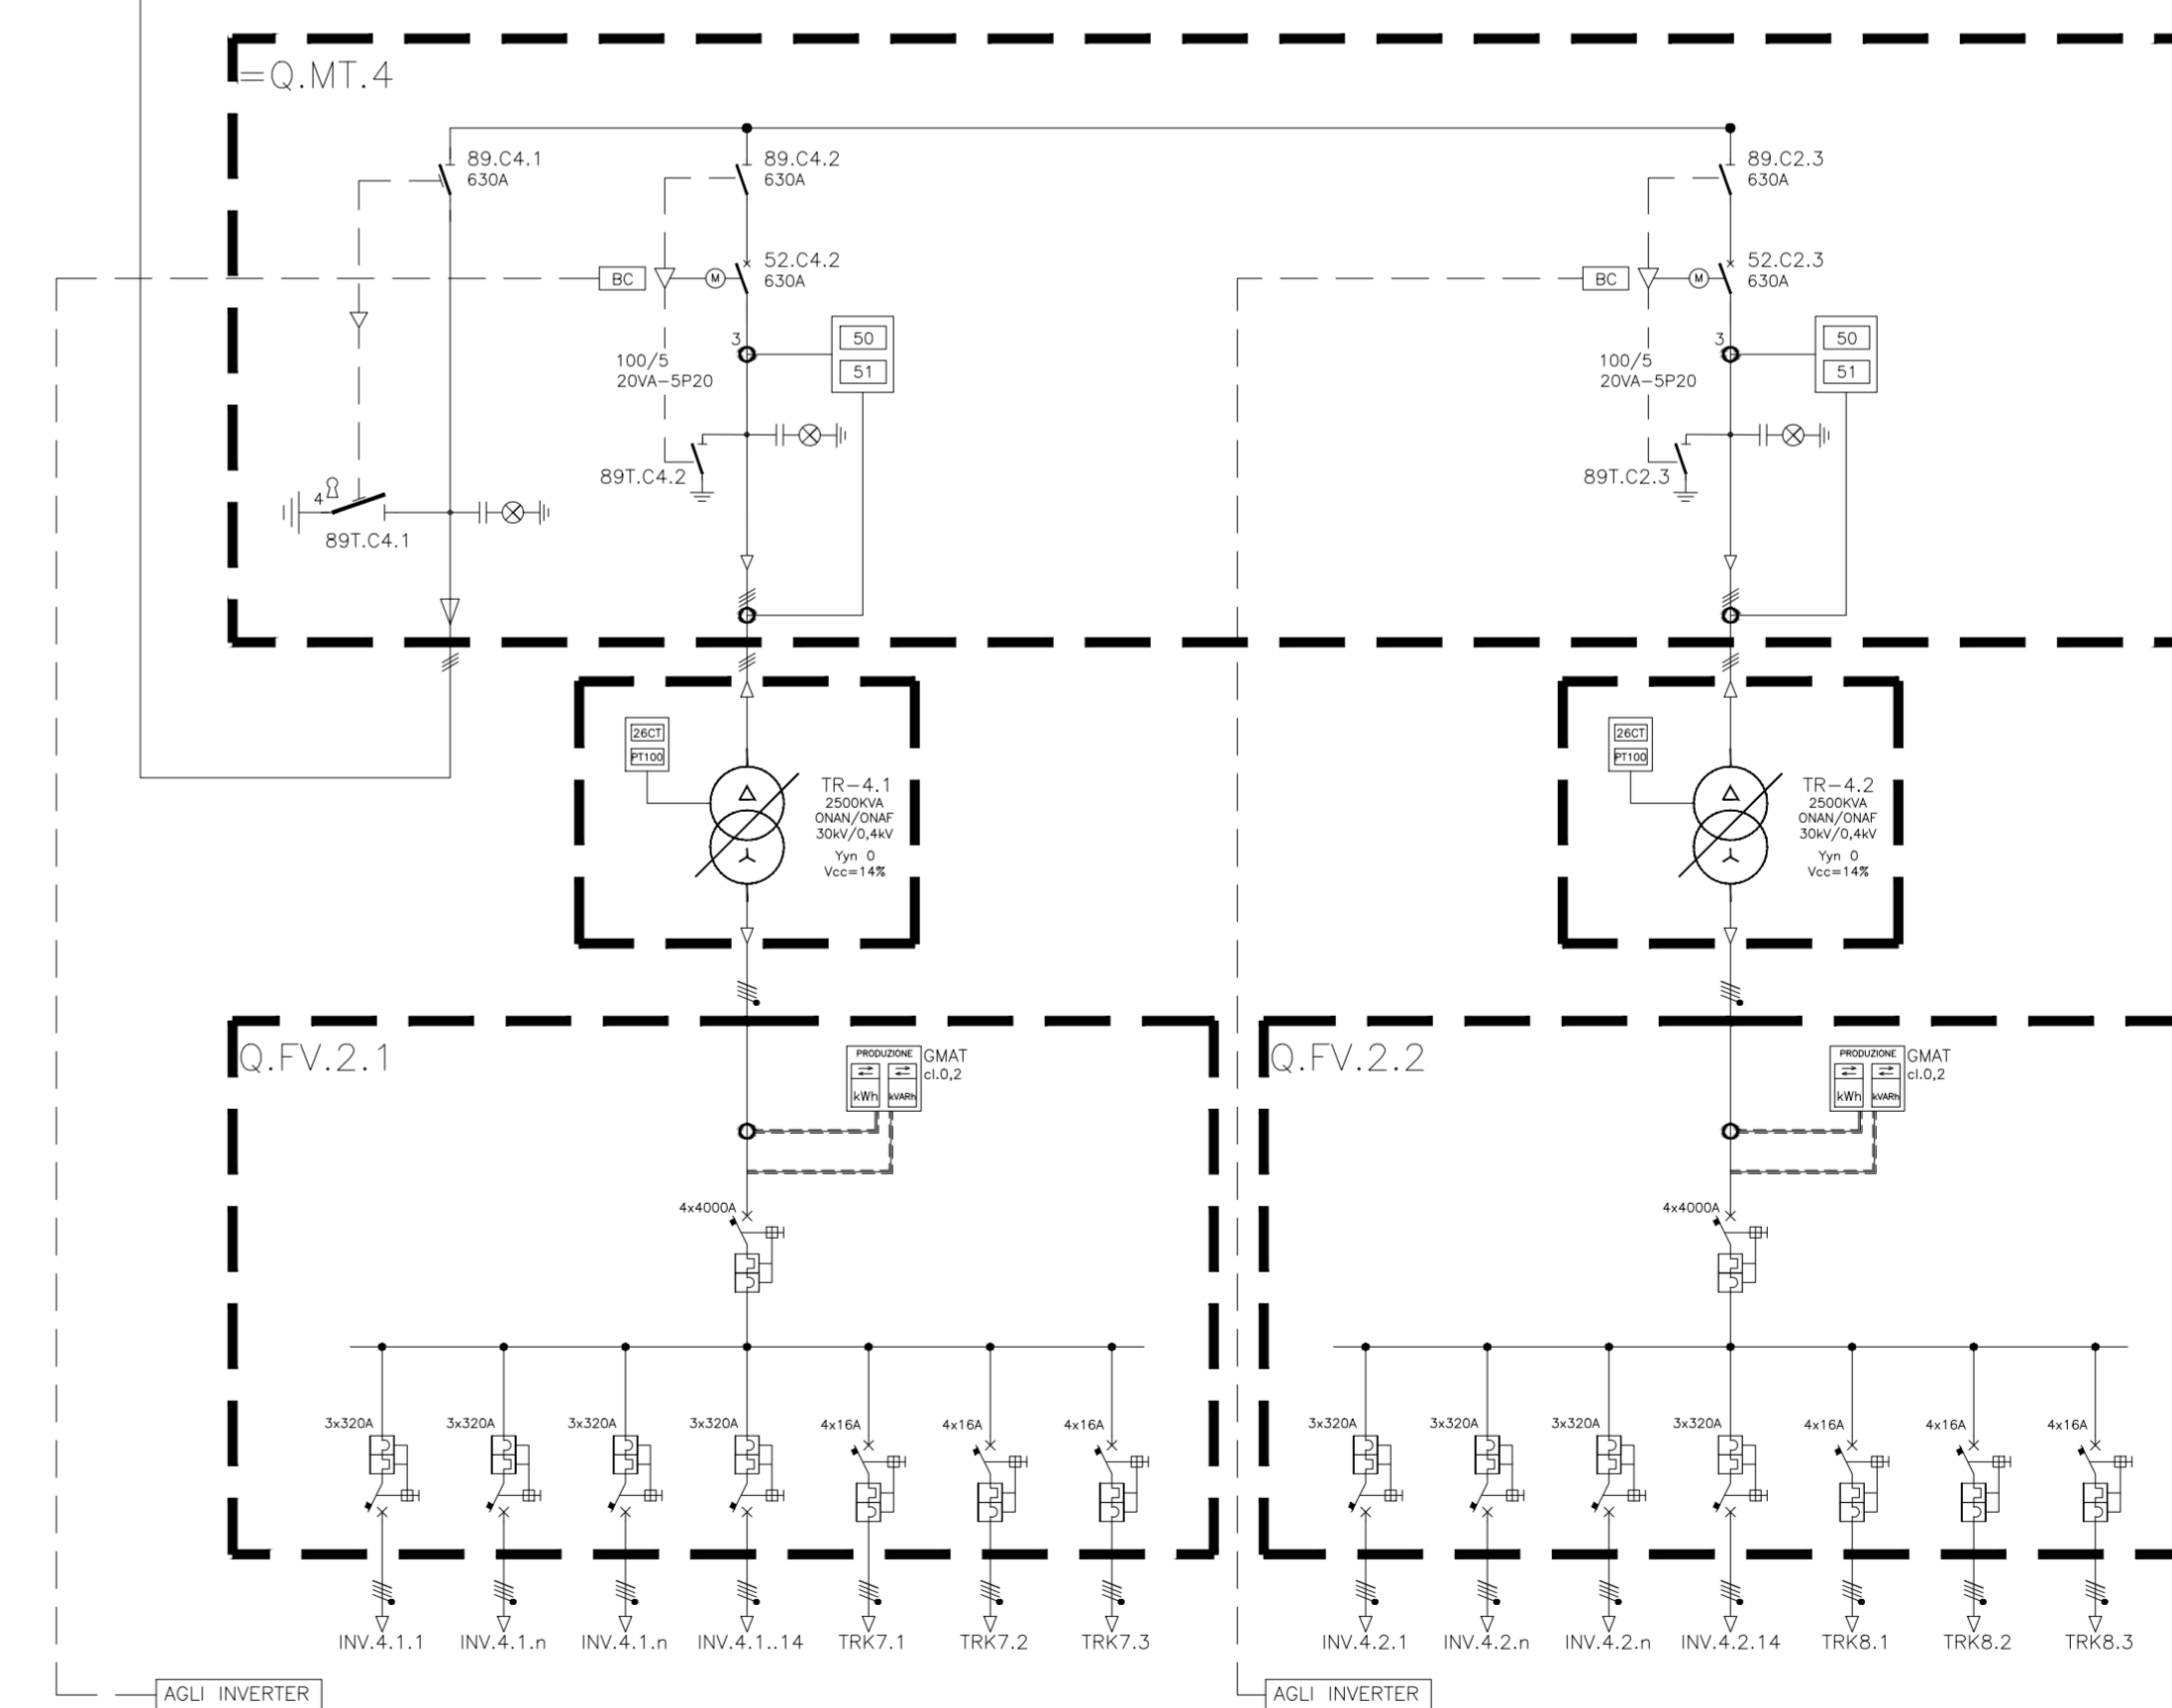 =Q.MT.4
89.C4.1
630A
89.C4.2
630A
89.C2.3
630A
BC
M
52.C4.2
630A
BC
M
52.C2.3
630A
3
50
51
100/5
20VA-5P20
3
50
51
100/5
20VA-5P20
89T.C4.2
89T.C2.3
4
89T.C4.1
26CT
PT100
TR-4.1
2500KVA
ONAN/ONAF
30kV/0,4kV
Yyn 0
Vcc=14%
26CT
PT100
TR-4.2
2500KVA
ONAN/ONAF
30kV/0,4kV
Yyn 0
Vcc=14%
Q.FV.2.1
PRODUZIONE
GMAT
cl.0,2
kWh
kVARh
4x4000A
Q.FV.2.2
PRODUZIONE
GMAT
cl.0,2
kWh
kVARh
4x4000A
3x320A
3x320A
3x320A
3x320A
4x16A
4x16A
4x16A
3x320A
3x320A
3x320A
3x320A
4x16A
4x16A
4x16A
INV.4.1.1
INV.4.1.n
INV.4.1.n
INV.4.1..14
TRK7.1
TRK7.2
TRK7.3
INV.4.2.1
INV.4.2.n
INV.4.2.n
INV.4.2.14
TRK8.1
TRK8.2
TRK8.3
AGLI INVERTER
AGLI INVERTER